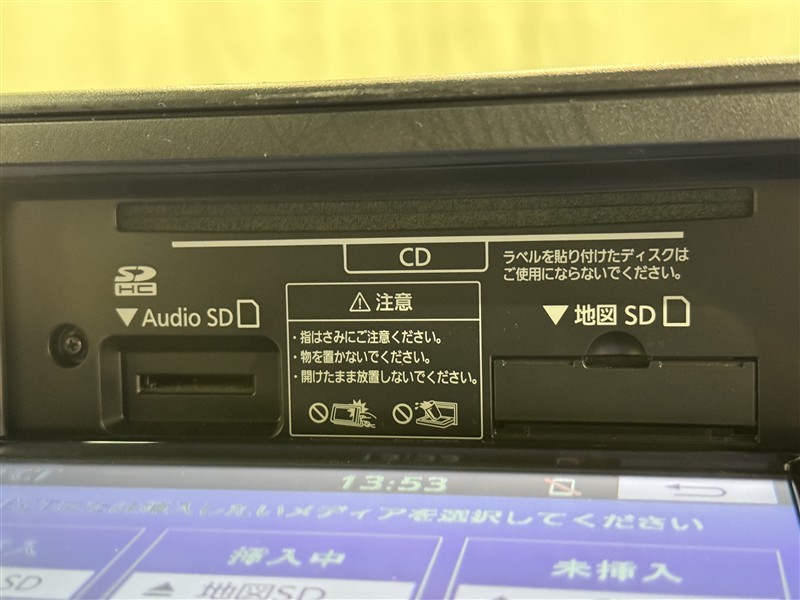 CD
ラベルを貼り付けたディスクは
ご使用にならないでください。
SD
HC
▼Audio SD
⚠注意
・指はさみにご注意ください。
・物を置かないでください。
・開けたまま放置しないでください。
▼地図 SD
13:53
入したいメディアを選択してください
挿入中
未挿入
SD
地図SD